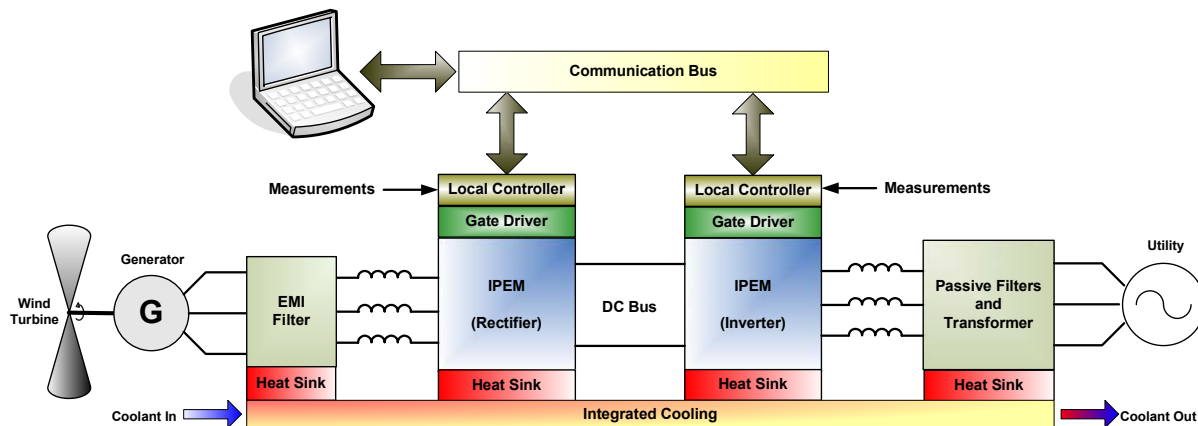 Communication Bus
Measurements
Local Controller
Local Controller
Measurements
Gate Driver
Gate Driver
Wind
Turbine
Generator
G
EMI
Filter
IPEM
(Rectifier)
DC Bus
IPEM
(Inverter)
Passive Filters
and
Transformer
Utility
Heat Sink
Heat Sink
Heat Sink
Heat Sink
Coolant In
Integrated Cooling
Coolant Out